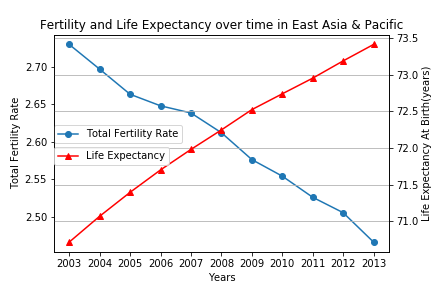 Fertility and Life Expectancy over time in East Asia & Pacific
73.5
2.70
73.0
2.65
72.5
2.60
72.0
2.55
71.5
2.50
71.0
Total Fertility Rate
Life Expectancy At Birth(years)
Total Fertility Rate
Life Expectancy
2003 2004 2005 2006 2007 2008 2009 2010 2011 2012 2013
Years